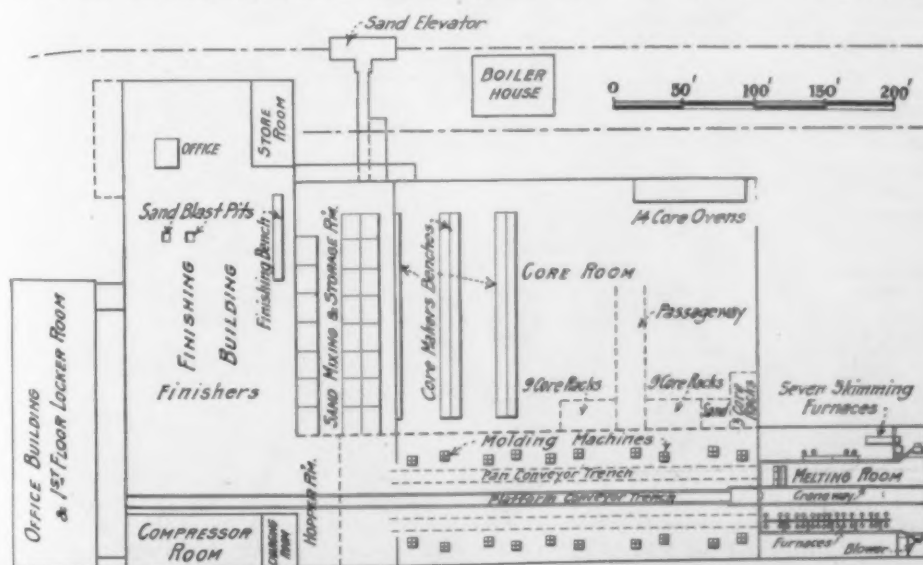 Sand Elevator
BOILER
HOUSE
0 50' 100' 150' 200'
STORE
ROOM
OFFICE
Sand Blast Pits
Finishing Bench
FINISHING
BUILDING
Finishers
SAND MIXING & STORAGE RM.
Core Makers Benches
CORE ROOM
14 Core Ovens
Passageway
9 Core Racks
9 Core Racks
Sand
Core
Seven Skimming
Furnaces
OFFICE BUILDING
& 1ST FLOOR LOCKER ROOM
Molding Machines
HOPPER RM.
Pan Conveyor Trench
MELTING ROOM
Platform Conveyor Trench
Craneway
COMPRESSOR
ROOM
ROOM
Furnaces
Blower